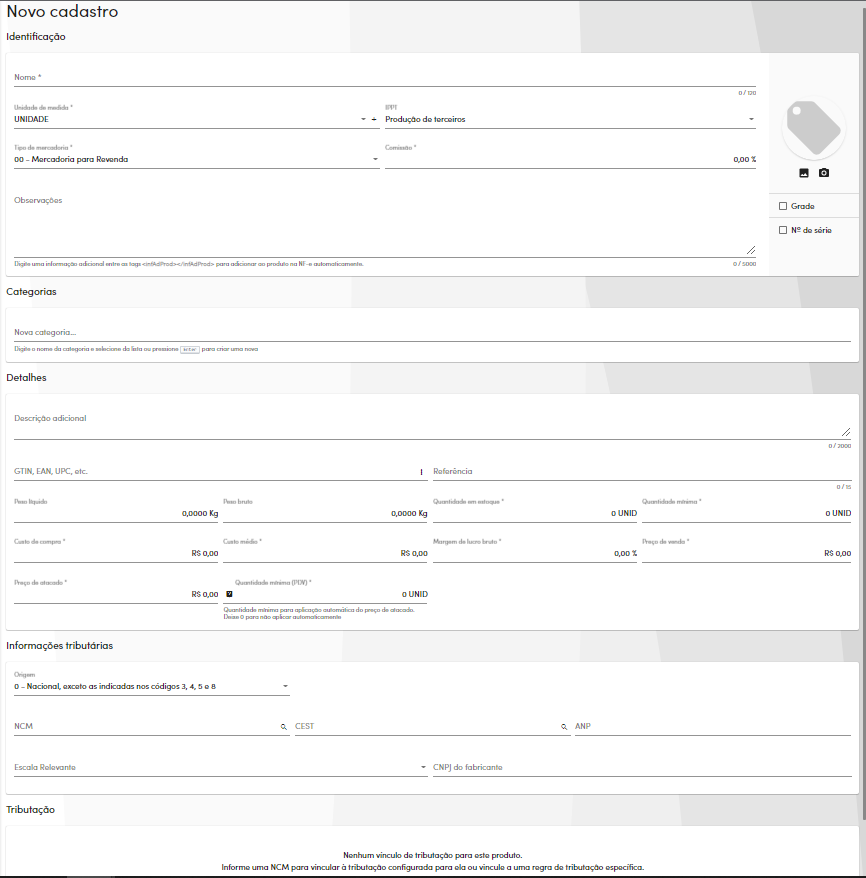 Novo cadastro
Identificação
Nome *
0 / 120
Unidade de medida * IPPT
UNIDADE Produção de terceiros
Tipo de mercadoria * Comissão *
00 - Mercadoria para Revenda 0,00 %
Grade
Nº de série
Observações
Digite uma informação adicional entre as tags <infAdProd></infAdProd> para adicionar ao produto na NF-e automaticamente. 0 / 5000
Categorias
Nova categoria...
Digite o nome da categoria e selecione da lista ou pressione enter para criar uma nova
Detalhes
Descrição adicional
0 / 2000
GTIN, EAN, UPC, etc. Referência
0 / 15
Peso líquido Peso bruto Quantidade em estoque * Quantidade mínima *
0,0000 Kg 0,0000 Kg 0 UNID 0 UNID
Custo de compra * Custo médio * Margem de lucro bruto * Preço de venda *
R$ 0,00 R$ 0,00 0,00 % R$ 0,00
Preço de atacado * Quantidade mínima (PDV) *
R$ 0,00 0 UNID
Quantidade mínima para aplicação automática do preço de atacado.
Deixe 0 para não aplicar automaticamente
Informações tributárias
Origem
0 - Nacional, exceto as indicadas nos códigos 3, 4, 5 e 8
NCM CEST ANP
Escala Relevante CNPJ do fabricante
Tributação
Nenhum vínculo de tributação para este produto.
Informe uma NCM para vincular à tributação configurada para ela ou vincule a uma regra de tributação específica.